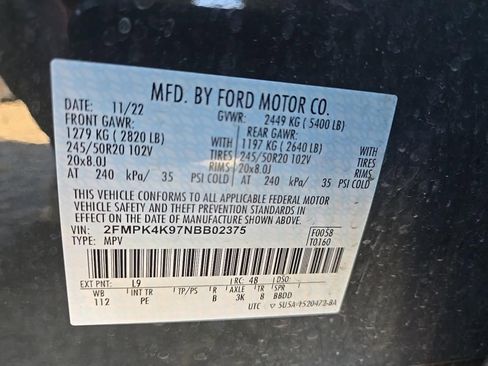 MFD. BY FORD MOTOR CO.
DATE: 11/22 GVWR: 2449 KG ( 5400 LB)
FRONT GAWR: REAR GAWR:
1279 KG ( 2820 LB) 1197 KG ( 2640 LB)
245/50R20 102V TIRES 245/50R20 102V TIRES
20x8.0J RIMS 20x8.0J RIMS
AT 240 kPa/ 35 PSI COLD AT 240 kPa/ 35 PSI COLD
THIS VEHICLE CONFORMS TO ALL APPLICABLE FEDERAL MOTOR
VEHICLE SAFETY AND THEFT PREVENTION STANDARDS IN
EFFECT ON THE DATE OF MANUFACTURE SHOWN ABOVE.
VIN: 2FMPK4K97NBB02375 F0058
TYPE: MPV T0160
EXT PNT: L9 RC: 48 DSO:
WB INT TR TP/PS R AXLE TR SPR
112 PE B 3K 8 BBDD
UTC